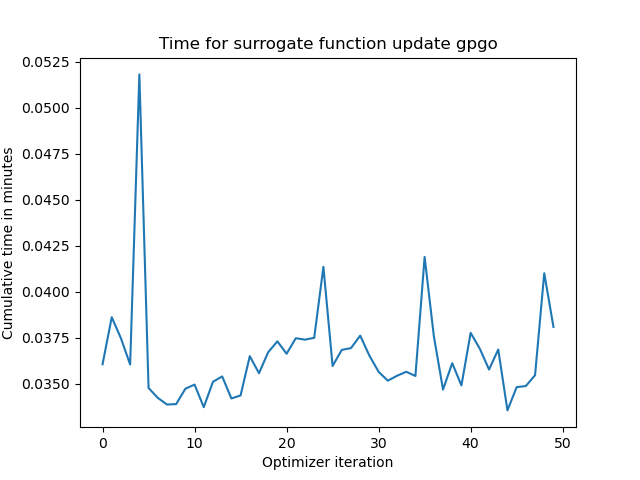 Time for surrogate function update gpgo
Cumulative time in minutes
0.0525
0.0500
0.0475
0.0450
0.0425
0.0400
0.0375
0.0350
0 10 20 30 40 50
Optimizer iteration